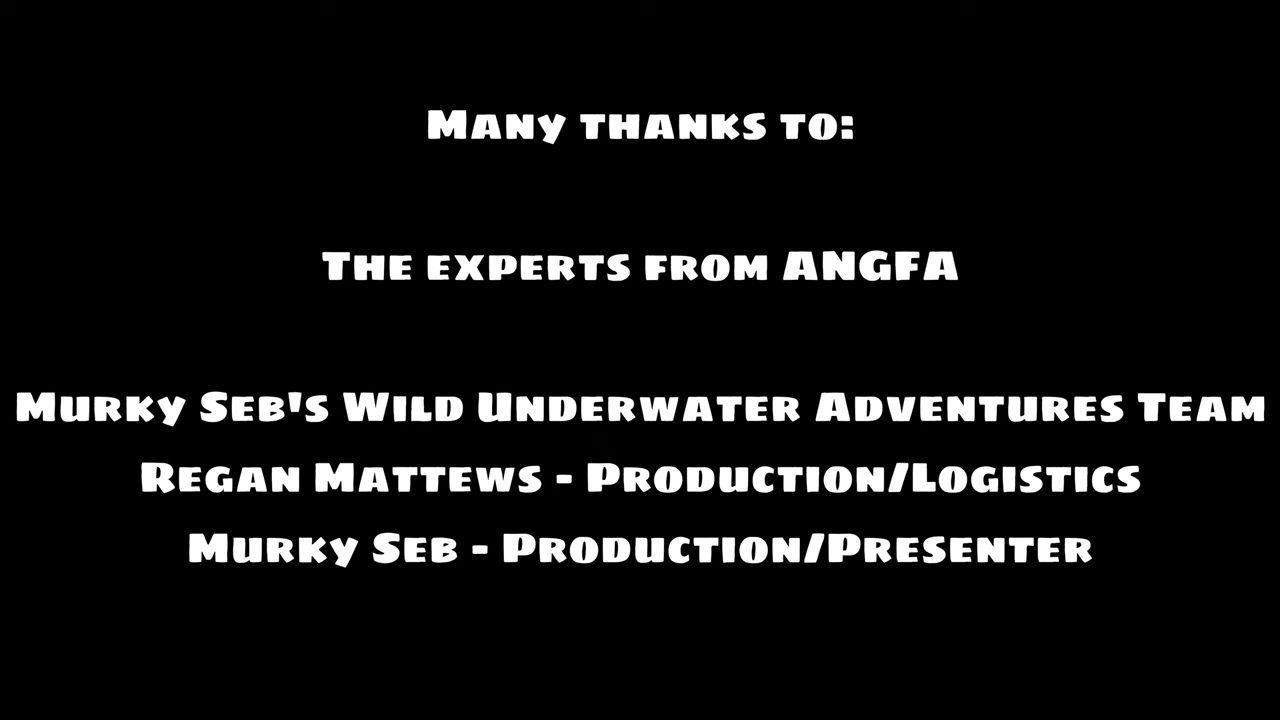 Many thanks to:
The experts from ANGFA
Murky Seb's Wild Underwater Adventures Team
Regan Mattews - Production/Logistics
Murky Seb - Production/Presenter